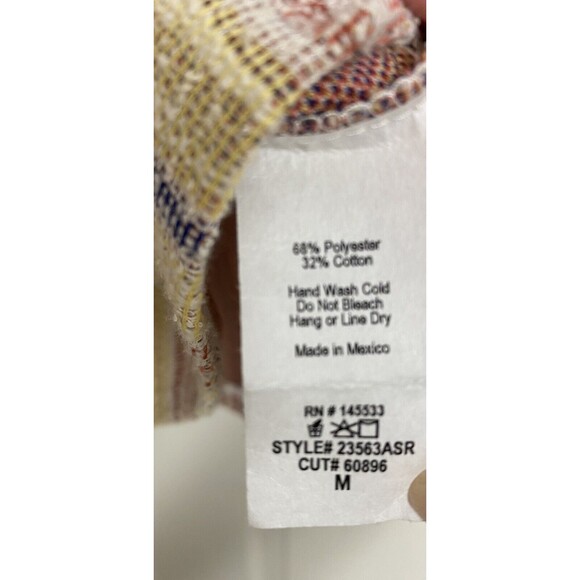 68% Polyester
32% Cotton
Hand Wash Cold
Do Not Bleach
Hang or Line Dry
Made in Mexico
RN # 145533
STYLE# 23563ASR
CUT# 60896
M